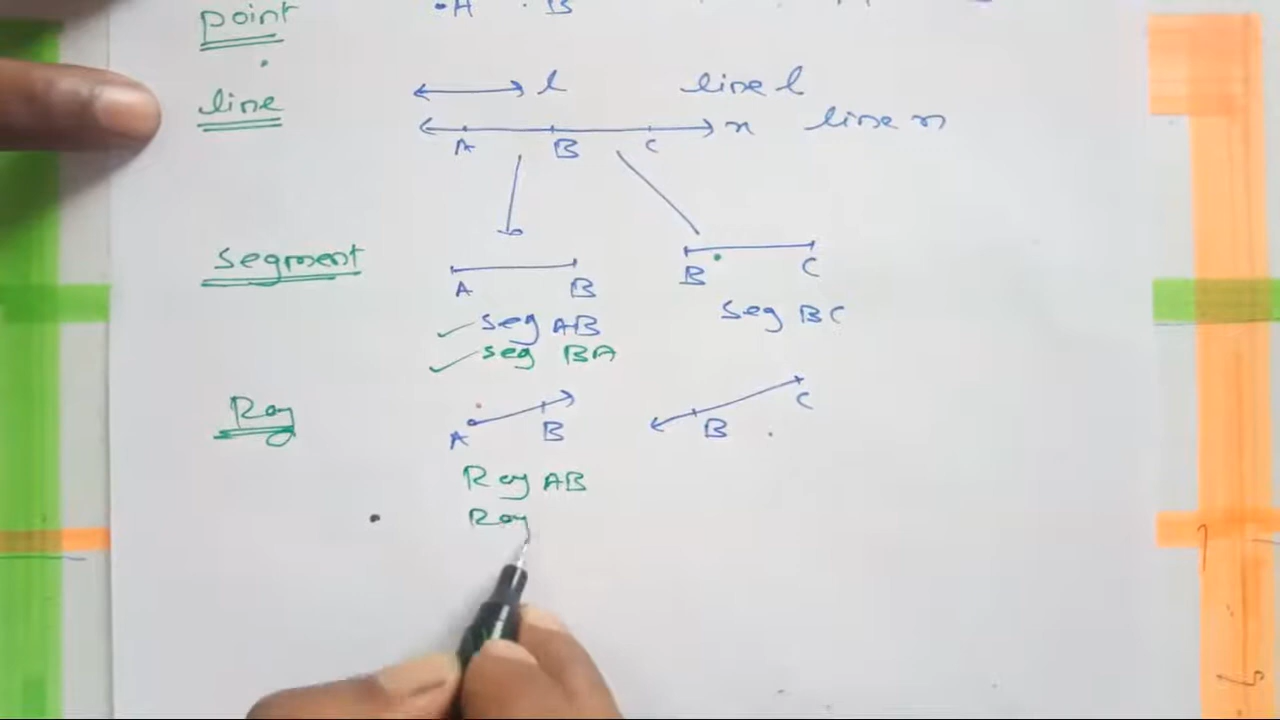 point •A •B
l line l
line
n line n
A B C
segment
A B B C
seg AB seg BC
seg BA
Ray
A B B C
Ray AB
Ray